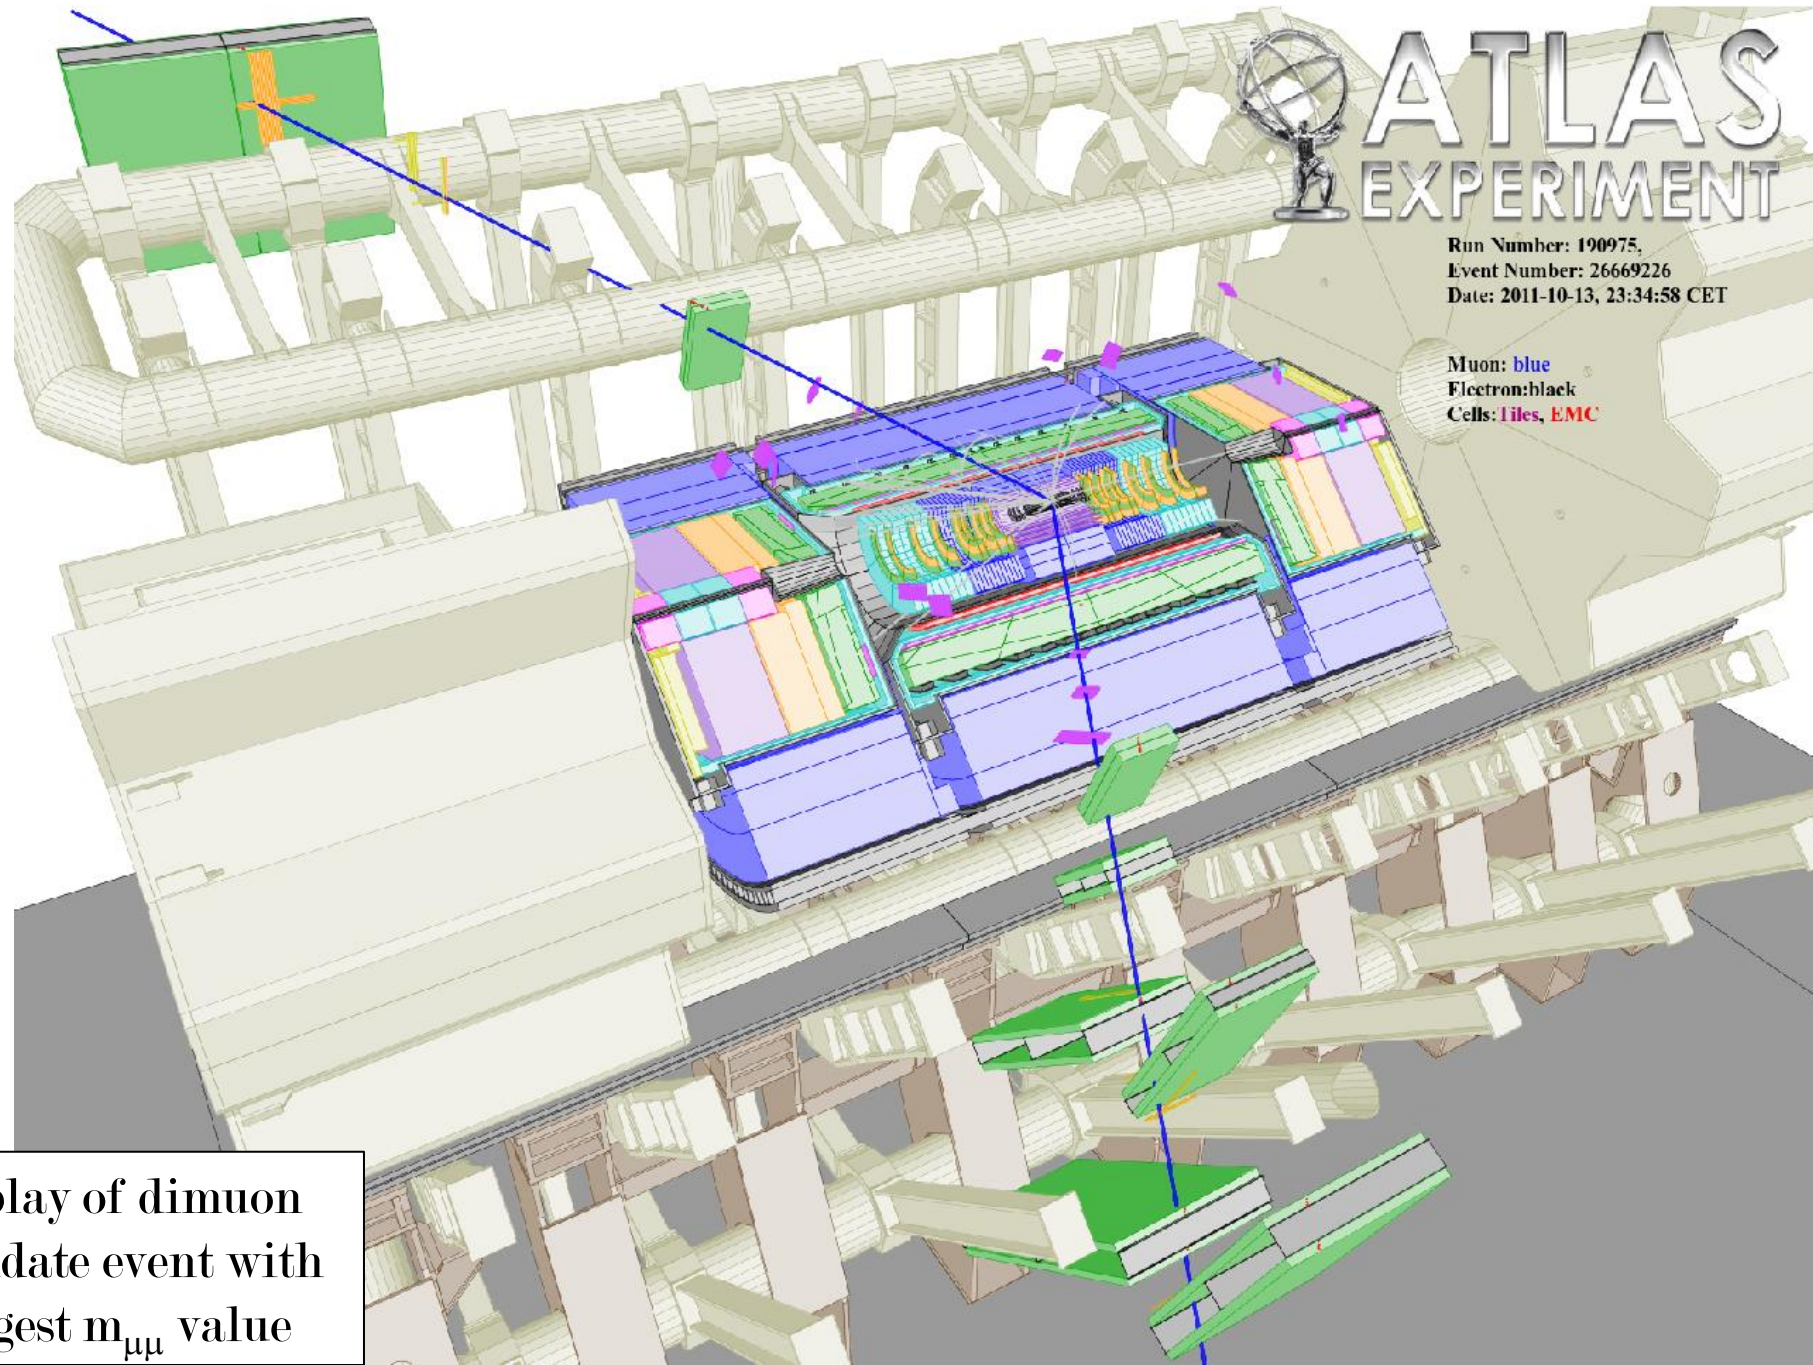 ATLAS
EXPERIMENT
Run Number: 190975,
Event Number: 26669226
Date: 2011-10-13, 23:34:58 CET
Muon: blue
Electron:black
Cells:Tiles, EMC
play of dimuon
date event with
gest mμμ value